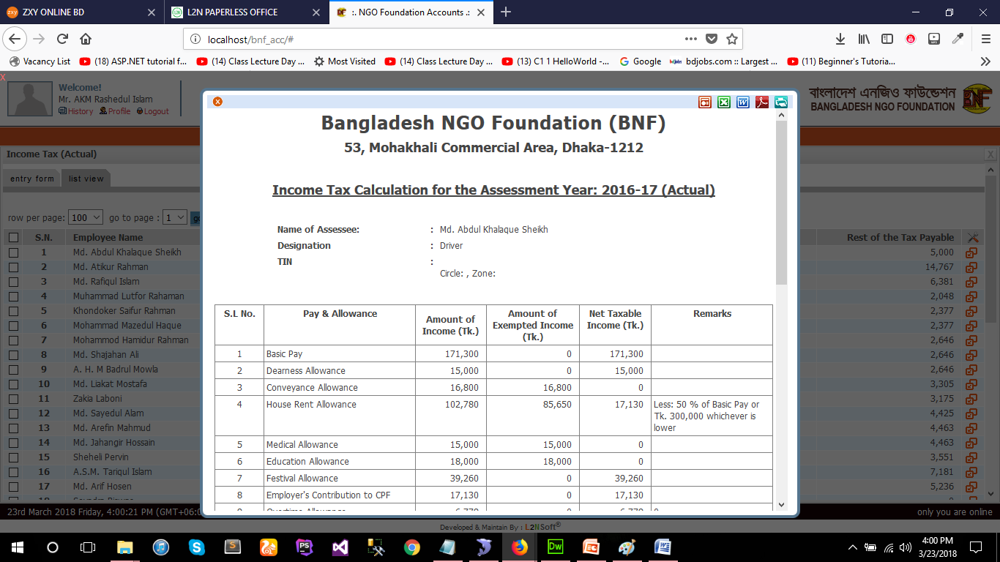 ZXY ONLINE BD
L2N PAPERLESS OFFICE
:. NGO Foundation Accounts .:
localhost/bnf_acc/#
Vacancy List
(18) ASP.NET tutorial f...
(14) Class Lecture Day ...
Most Visited
(14) Class Lecture Day ...
(13) C1 1 HelloWorld -...
Google
bdjobs.com :: Largest ...
(11) Beginner's Tutoria...
X
Welcome!
Mr. AKM Rashedul Islam
History Profile Logout
বাংলাদেশ এনজিও ফাউন্ডেশন
BANGLADESH NGO FOUNDATION
BNF
Income Tax (Actual)
X
entry form list view
row per page: 100 go to page : 1
S.N. Employee Name Rest of the Tax Payable
1 Md. Abdul Khalaque Sheikh 5,000
2 Md. Atikur Rahman 14,767
3 Md. Rafiqul Islam 6,381
4 Muhammad Lutfor Rahaman 2,048
5 Khondoker Saifur Rahman 2,377
6 Mohammad Mazedul Haque 2,377
7 Mohammod Hamidur Rahman 2,646
8 Md. Shajahan Ali 2,646
9 A. H. M Badrul Mowla 2,646
10 Md. Liakat Mostafa 3,305
11 Zakia Laboni 3,175
12 Md. Sayedul Alam 4,425
13 Md. Arefin Mahmud 4,463
14 Md. Jahangir Hossain 4,463
15 Sheheli Pervin 3,551
16 A.S.M. Tariqul Islam 7,181
17 Md. Arif Hosen 5,236
Bangladesh NGO Foundation (BNF)
53, Mohakhali Commercial Area, Dhaka-1212
Income Tax Calculation for the Assessment Year: 2016-17 (Actual)
Name of Assessee: : Md. Abdul Khalaque Sheikh
Designation : Driver
TIN :
Circle: , Zone:
S.L No. Pay & Allowance Amount of Income (Tk.) Amount of Exempted Income (Tk.) Net Taxable Income (Tk.) Remarks
1 Basic Pay 171,300 0 171,300
2 Dearness Allowance 15,000 0 15,000
3 Conveyance Allowance 16,800 16,800 0
4 House Rent Allowance 102,780 85,650 17,130 Less: 50 % of Basic Pay or
Tk. 300,000 whichever is
lower
5 Medical Allowance 15,000 15,000 0
6 Education Allowance 18,000 18,000 0
7 Festival Allowance 39,260 0 39,260
8 Employer's Contribution to CPF 17,130 0 17,130
23rd March 2018 Friday, 4:00:21 PM (GMT+06:0
only you are online
Developed & Maintain By : L2NSoft®
4:00 PM
3/23/2018